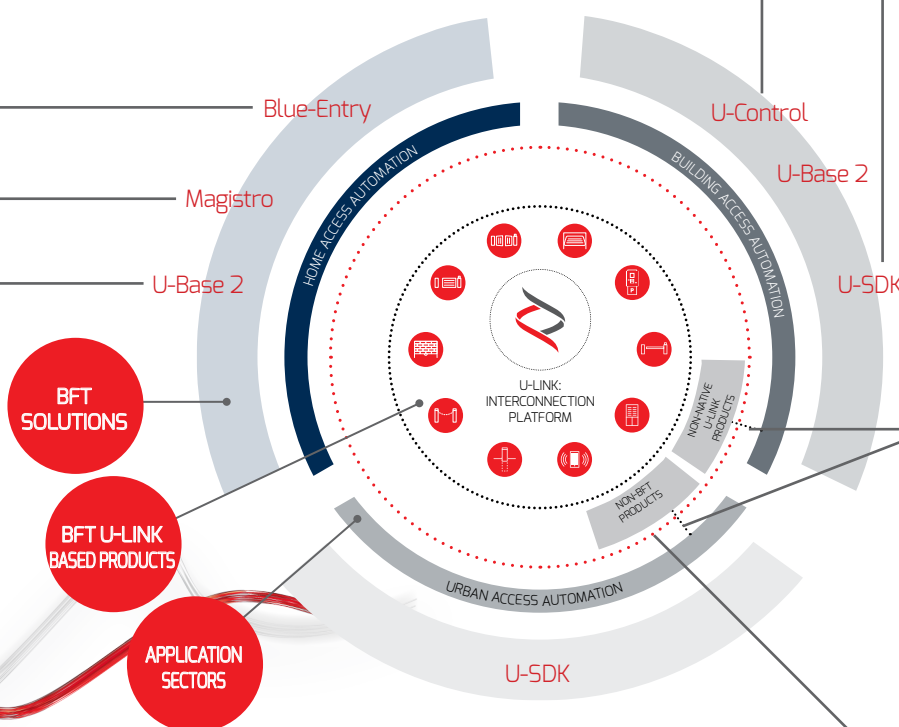 Blue-Entry
U-Control
HOME ACCESS AUTOMATION
BUILDING ACCESS AUTOMATION
U-Base 2
Magistro
U-Base 2
U-SDK
U-LINK:
INTERCONNECTION
PLATFORM
BFT
SOLUTIONS
NON-NATIVE
U-LINK
PRODUCTS
NON-BFT
PRODUCTS
BFT U-LINK
BASED PRODUCTS
URBAN ACCESS AUTOMATION
APPLICATION
SECTORS
U-SDK